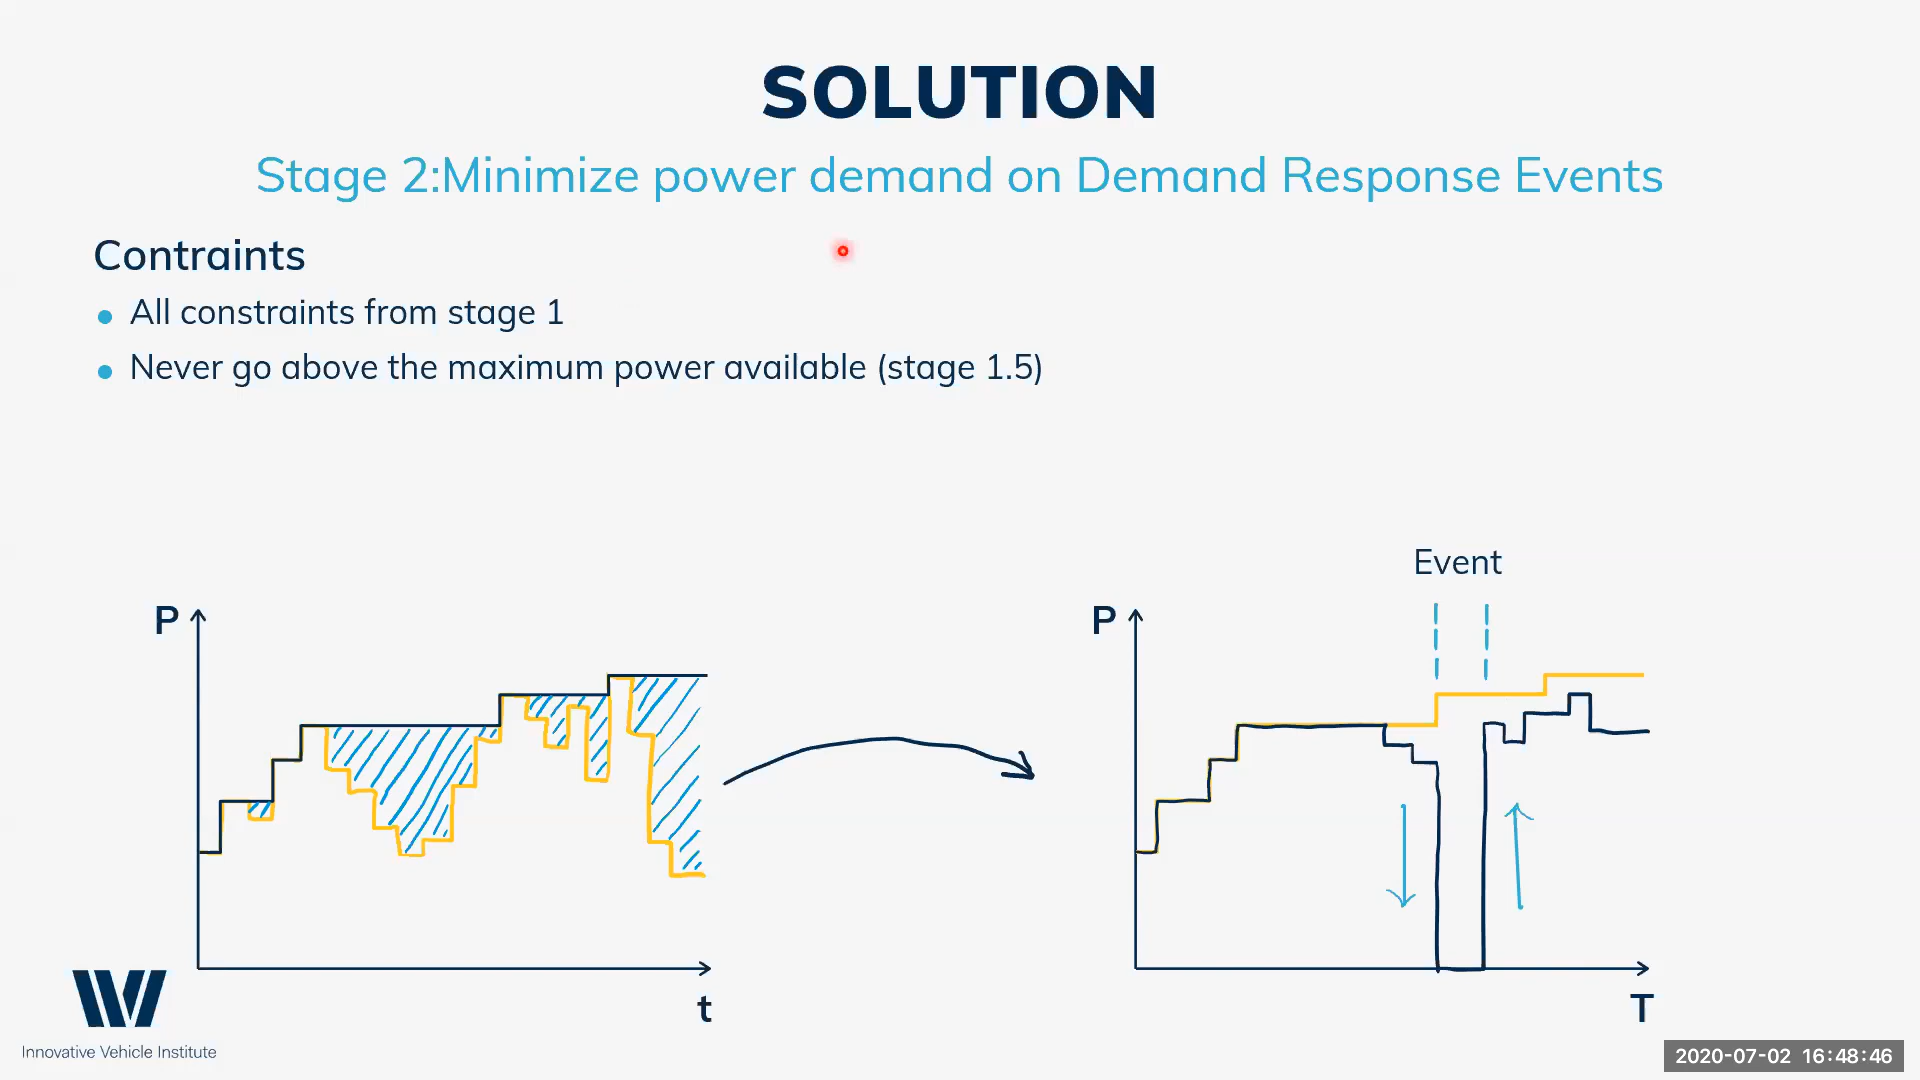 SOLUTION
Stage 2:Minimize power demand on Demand Response Events
Contraints
All constraints from stage 1
Never go above the maximum power available (stage 1.5)
Event
P
P
t
T
Innovative Vehicle Institute
2020-07-02 16:48:46